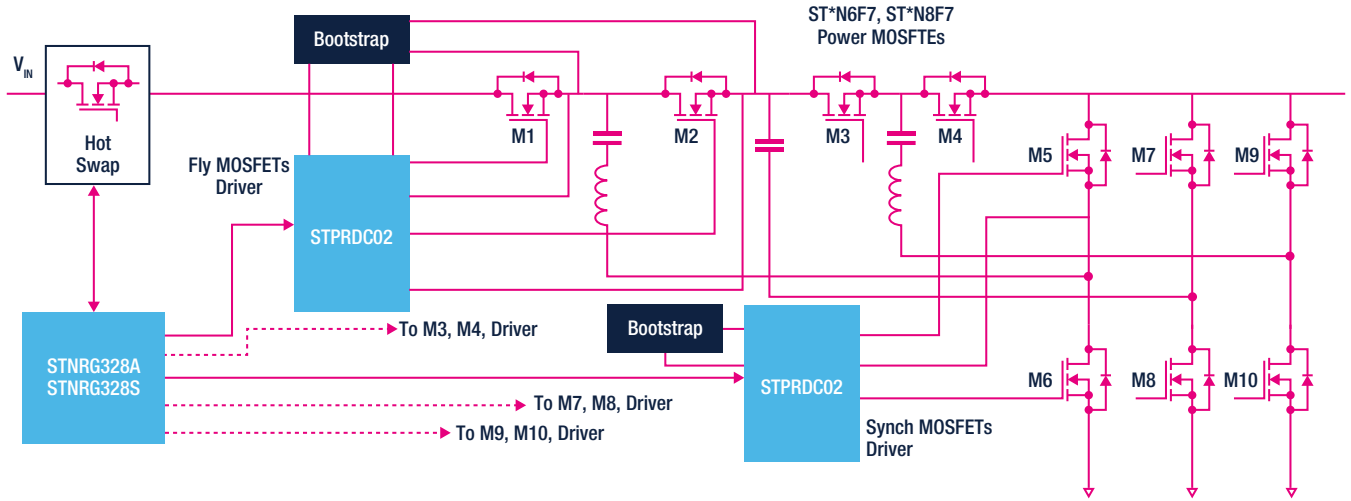 ST*N6F7, ST*N8F7
Power MOSFTEs
Bootstrap
VIN
Hot
Swap
M1
M2
M3
M4
M5
M7
M9
Fly MOSFETs
Driver
STPRDC02
To M3, M4, Driver
Bootstrap
STNRG328A
STNRG328S
STPRDC02
M6
M8
M10
To M7, M8, Driver
To M9, M10, Driver
Synch MOSFETs
Driver